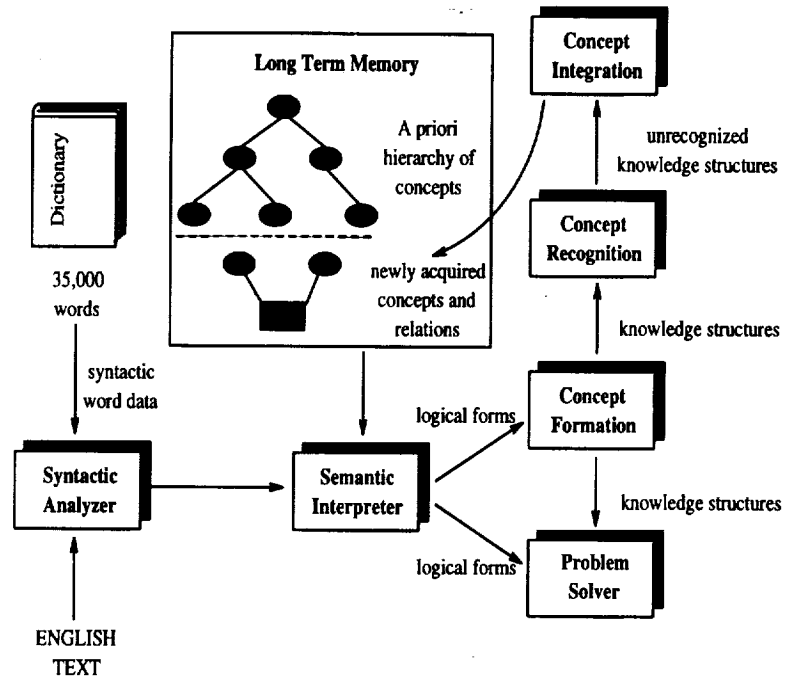 Concept
Integration
Long Term Memory
A priori
hierarchy of
concepts
unrecognized
knowledge structures
Dictionary
Concept
Recognition
35,000
words
newly acquired
concepts and
relations
knowledge structures
syntactic
word data
logical forms
Concept
Formation
Syntactic
Analyzer
Semantic
Interpreter
knowledge structures
logical forms
Problem
Solver
ENGLISH
TEXT